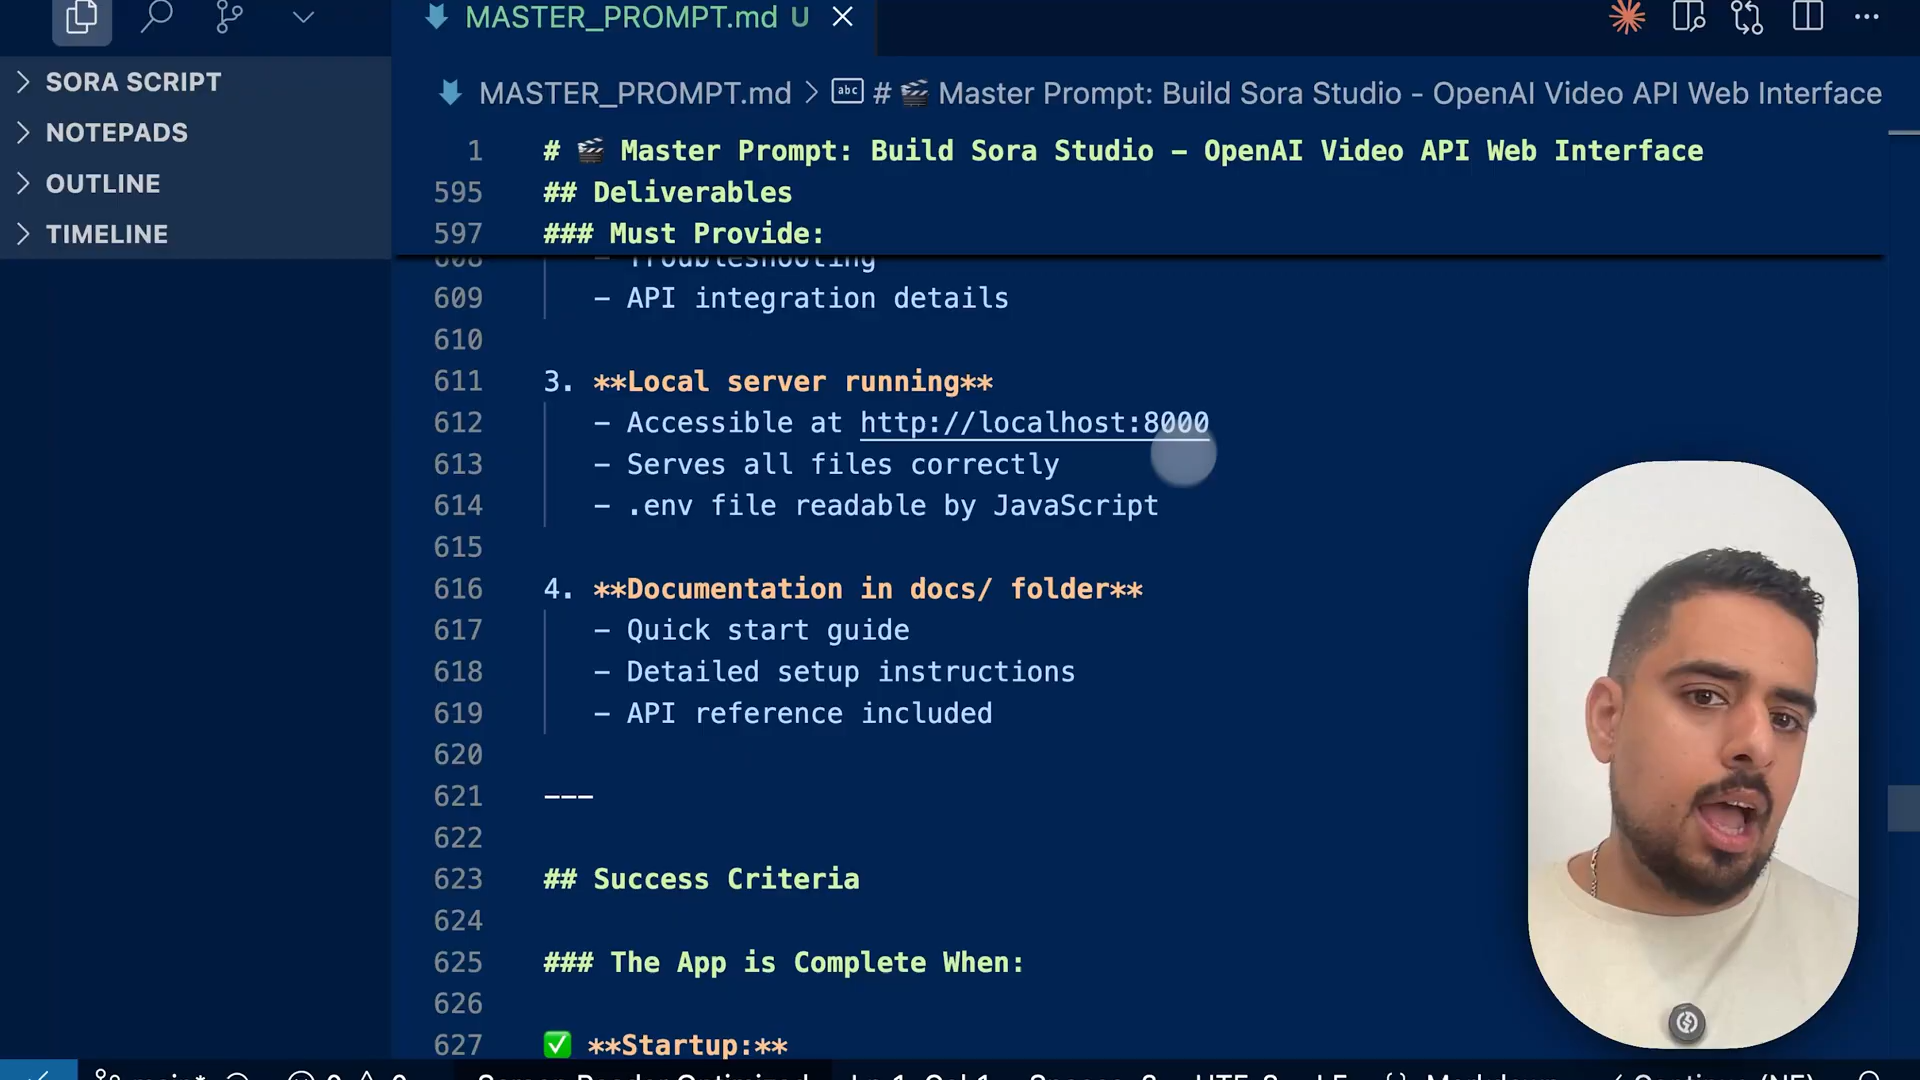 MASTER_PROMPT.md U
SORA SCRIPT
NOTEPADS
OUTLINE
TIMELINE
MASTER_PROMPT.md > abc # 🎬 Master Prompt: Build Sora Studio - OpenAI Video API Web Interface
1 # 🎬 Master Prompt: Build Sora Studio - OpenAI Video API Web Interface
595 ## Deliverables
597 ### Must Provide:
608 - Troubleshooting
609 - API integration details
610
611 3. **Local server running**
612 - Accessible at http://localhost:8000
613 - Serves all files correctly
614 - .env file readable by JavaScript
615
616 4. **Documentation in docs/ folder**
617 - Quick start guide
618 - Detailed setup instructions
619 - API reference included
620
621 ---
622
623 ## Success Criteria
624
625 ### The App is Complete When:
626
627 ✅ **Startup:**